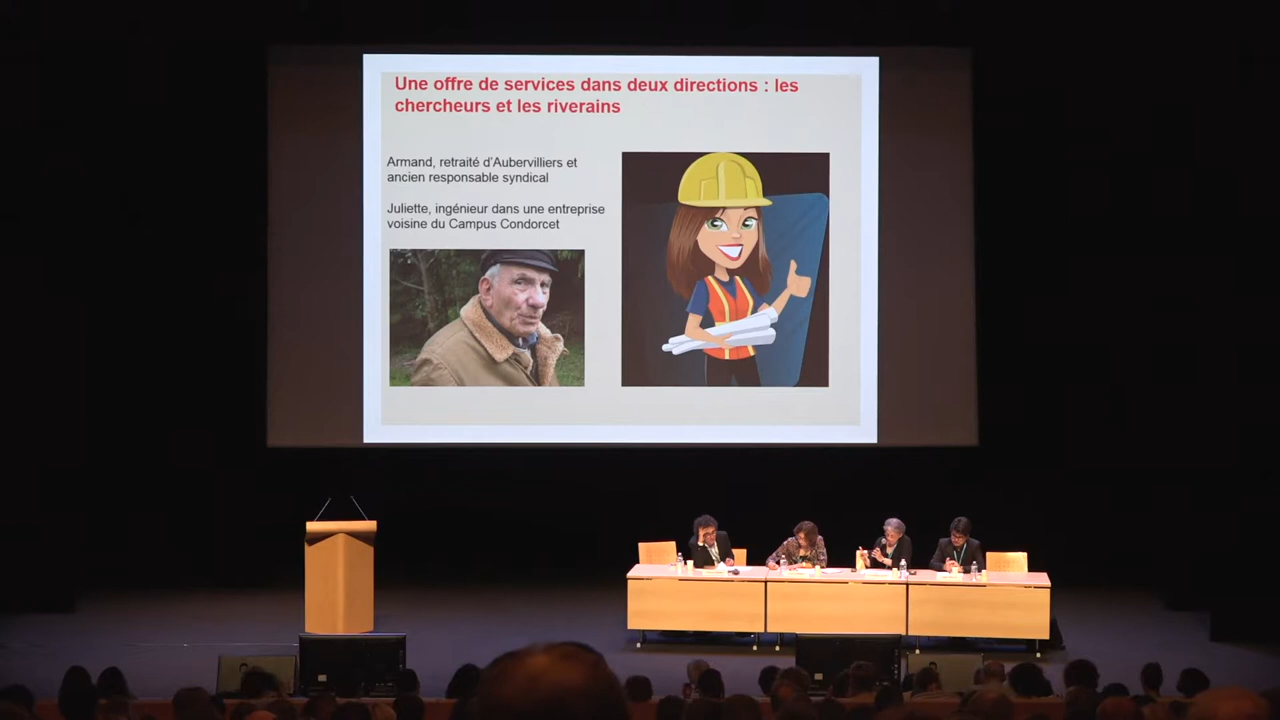 Une offre de services dans deux directions : les
chercheurs et les riverains
Armand, retraité d'Aubervilliers et
ancien responsable syndical
Juliette, ingénieur dans une entreprise
voisine du Campus Condorcet